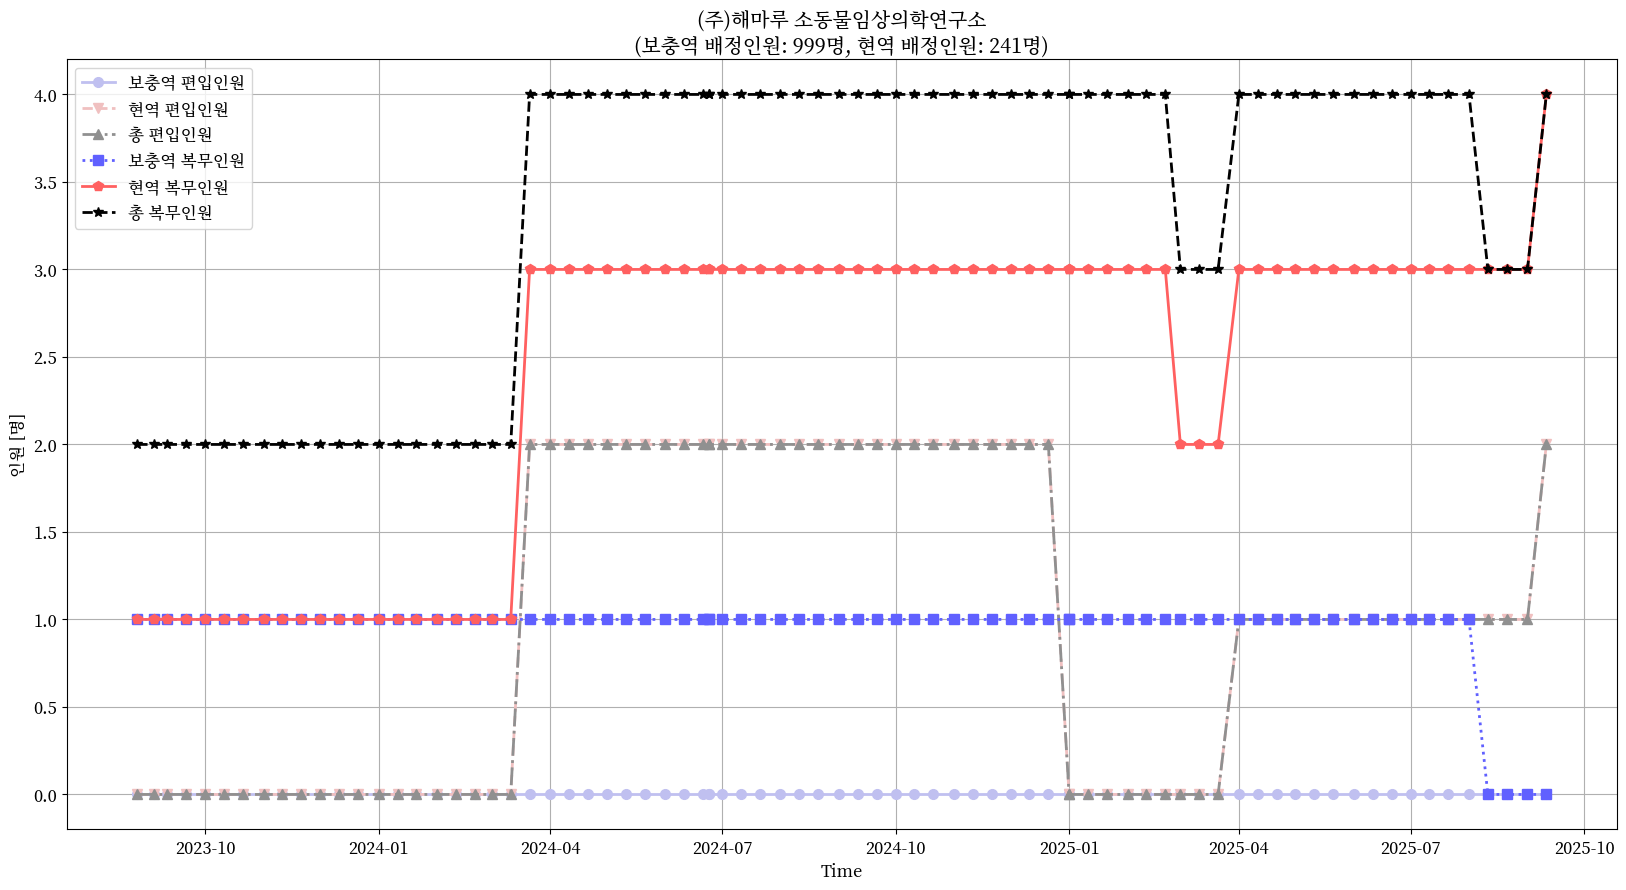 (주)해마루 소동물임상의학연구소
(보충역 배정인원: 999명, 현역 배정인원: 241명)
보충역 편입인원
현역 편입인원
총 편입인원
보충역 복무인원
현역 복무인원
총 복무인원
4.0
3.5
3.0
2.5
2.0
1.5
1.0
0.5
0.0
인원 [명]
2023-10
2024-01
2024-04
2024-07
2024-10
2025-01
2025-04
2025-07
2025-10
Time